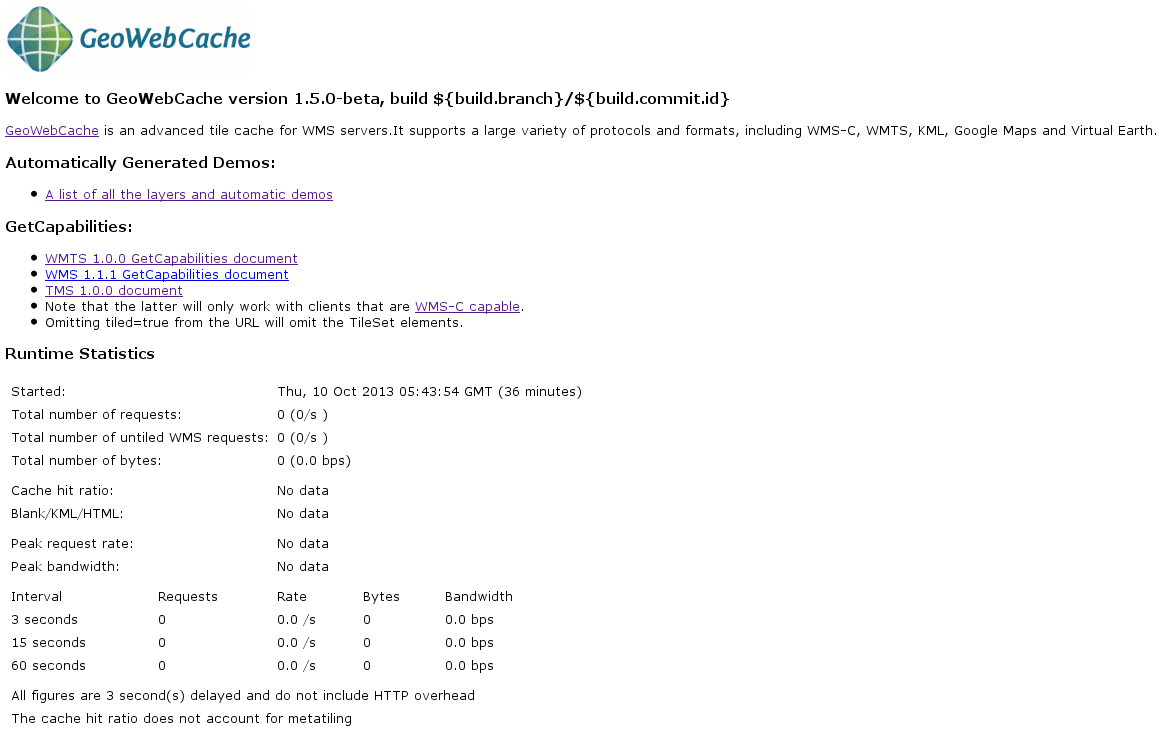 GeoWebCache
Welcome to GeoWebCache version 1.5.0-beta, build ${build.branch}/${build.commit.id}
GeoWebCache is an advanced tile cache for WMS servers.It supports a large variety of protocols and formats, including WMS-C, WMTS, KML, Google Maps and Virtual Earth.
Automatically Generated Demos:
• A list of all the layers and automatic demos
GetCapabilities:
• WMTS 1.0.0 GetCapabilities document
• WMS 1.1.1 GetCapabilities document
• TMS 1.0.0 document
• Note that the latter will only work with clients that are WMS-C capable.
• Omitting tiled=true from the URL will omit the TileSet elements.
Runtime Statistics
Started: Thu, 10 Oct 2013 05:43:54 GMT (36 minutes)
Total number of requests: 0 (0/s )
Total number of untiled WMS requests: 0 (0/s )
Total number of bytes: 0 (0.0 bps)
Cache hit ratio: No data
Blank/KML/HTML: No data
Peak request rate: No data
Peak bandwidth: No data
Interval Requests Rate Bytes Bandwidth
3 seconds 0 0.0 /s 0 0.0 bps
15 seconds 0 0.0 /s 0 0.0 bps
60 seconds 0 0.0 /s 0 0.0 bps
All figures are 3 second(s) delayed and do not include HTTP overhead
The cache hit ratio does not account for metatiling